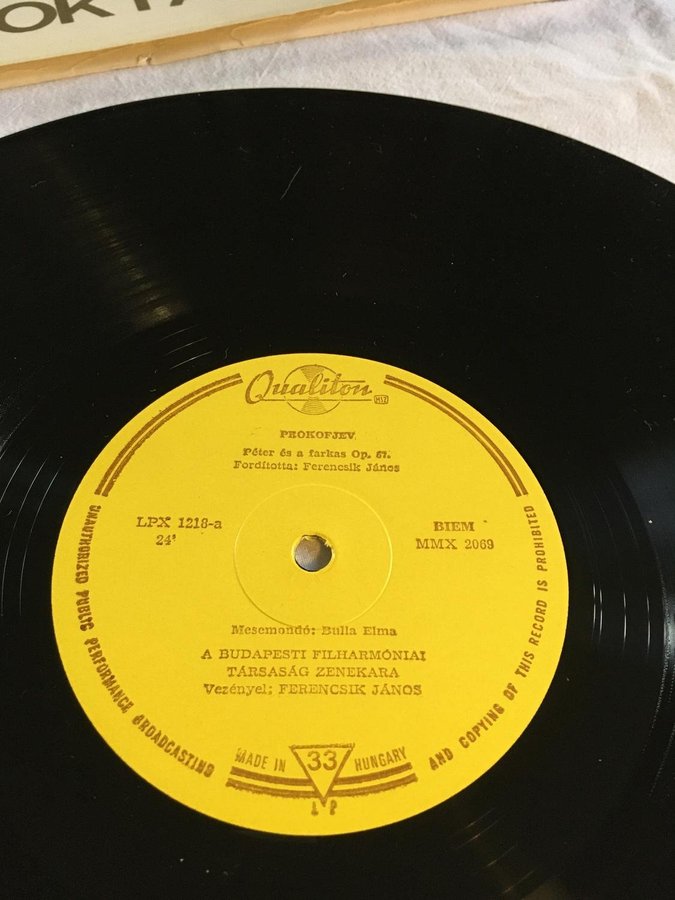 Qualiton
MHV
PROKOFJEV
Péter és a farkas Op. 67.
Fordította: Ferencsik János
LPX 1218-a
24'
BIEM
MMX 2069
Mesemondó: Bulla Elma
A BUDAPESTI FILHARMÓNIAI
TÁRSASÁG ZENEKARA
Vezényel: FERENCSIK JÁNOS
MADE IN 33 HUNGARY
LP
UNAUTHORIZED PUBLIC PERFORMANCE BROADCASTING AND COPYING OF THIS RECORD IS PROHIBITED